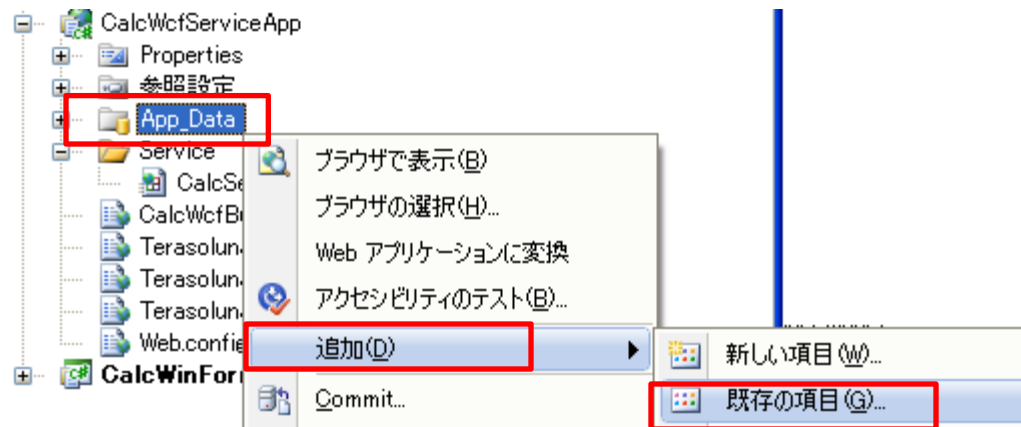 CalcWcfServiceApp
Properties
参照設定
App_Data
Service
CalcSe
CalcWcfB
Terasolun
Terasolun
Terasolun
Web.confi
CalcWinFor
ブラウザで表示(B)
ブラウザの選択(H)...
Web アプリケーションに変換
アクセシビリティのテスト(B)...
追加(D)
Commit...
新しい項目(W)...
既存の項目(G)...